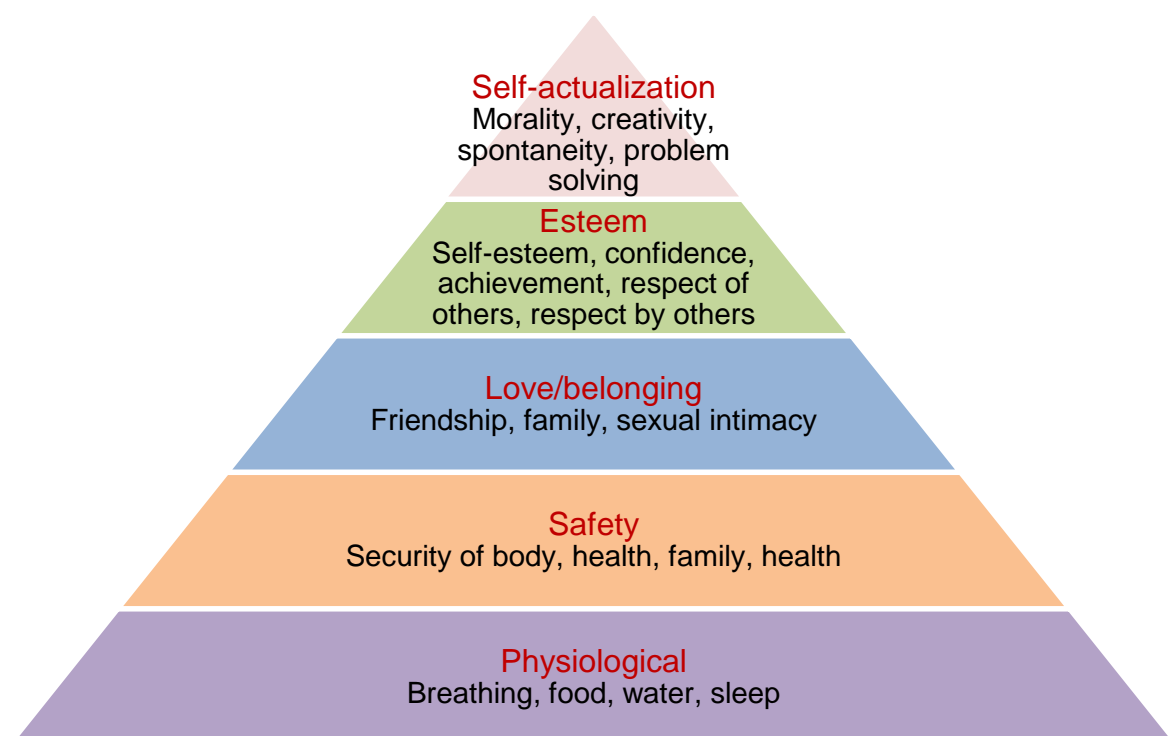 Self-actualization
Morality, creativity,
spontaneity, problem
solving
Esteem
Self-esteem, confidence,
achievement, respect of
others, respect by others
Love/belonging
Friendship, family, sexual intimacy
Safety
Security of body, health, family, health
Physiological
Breathing, food, water, sleep